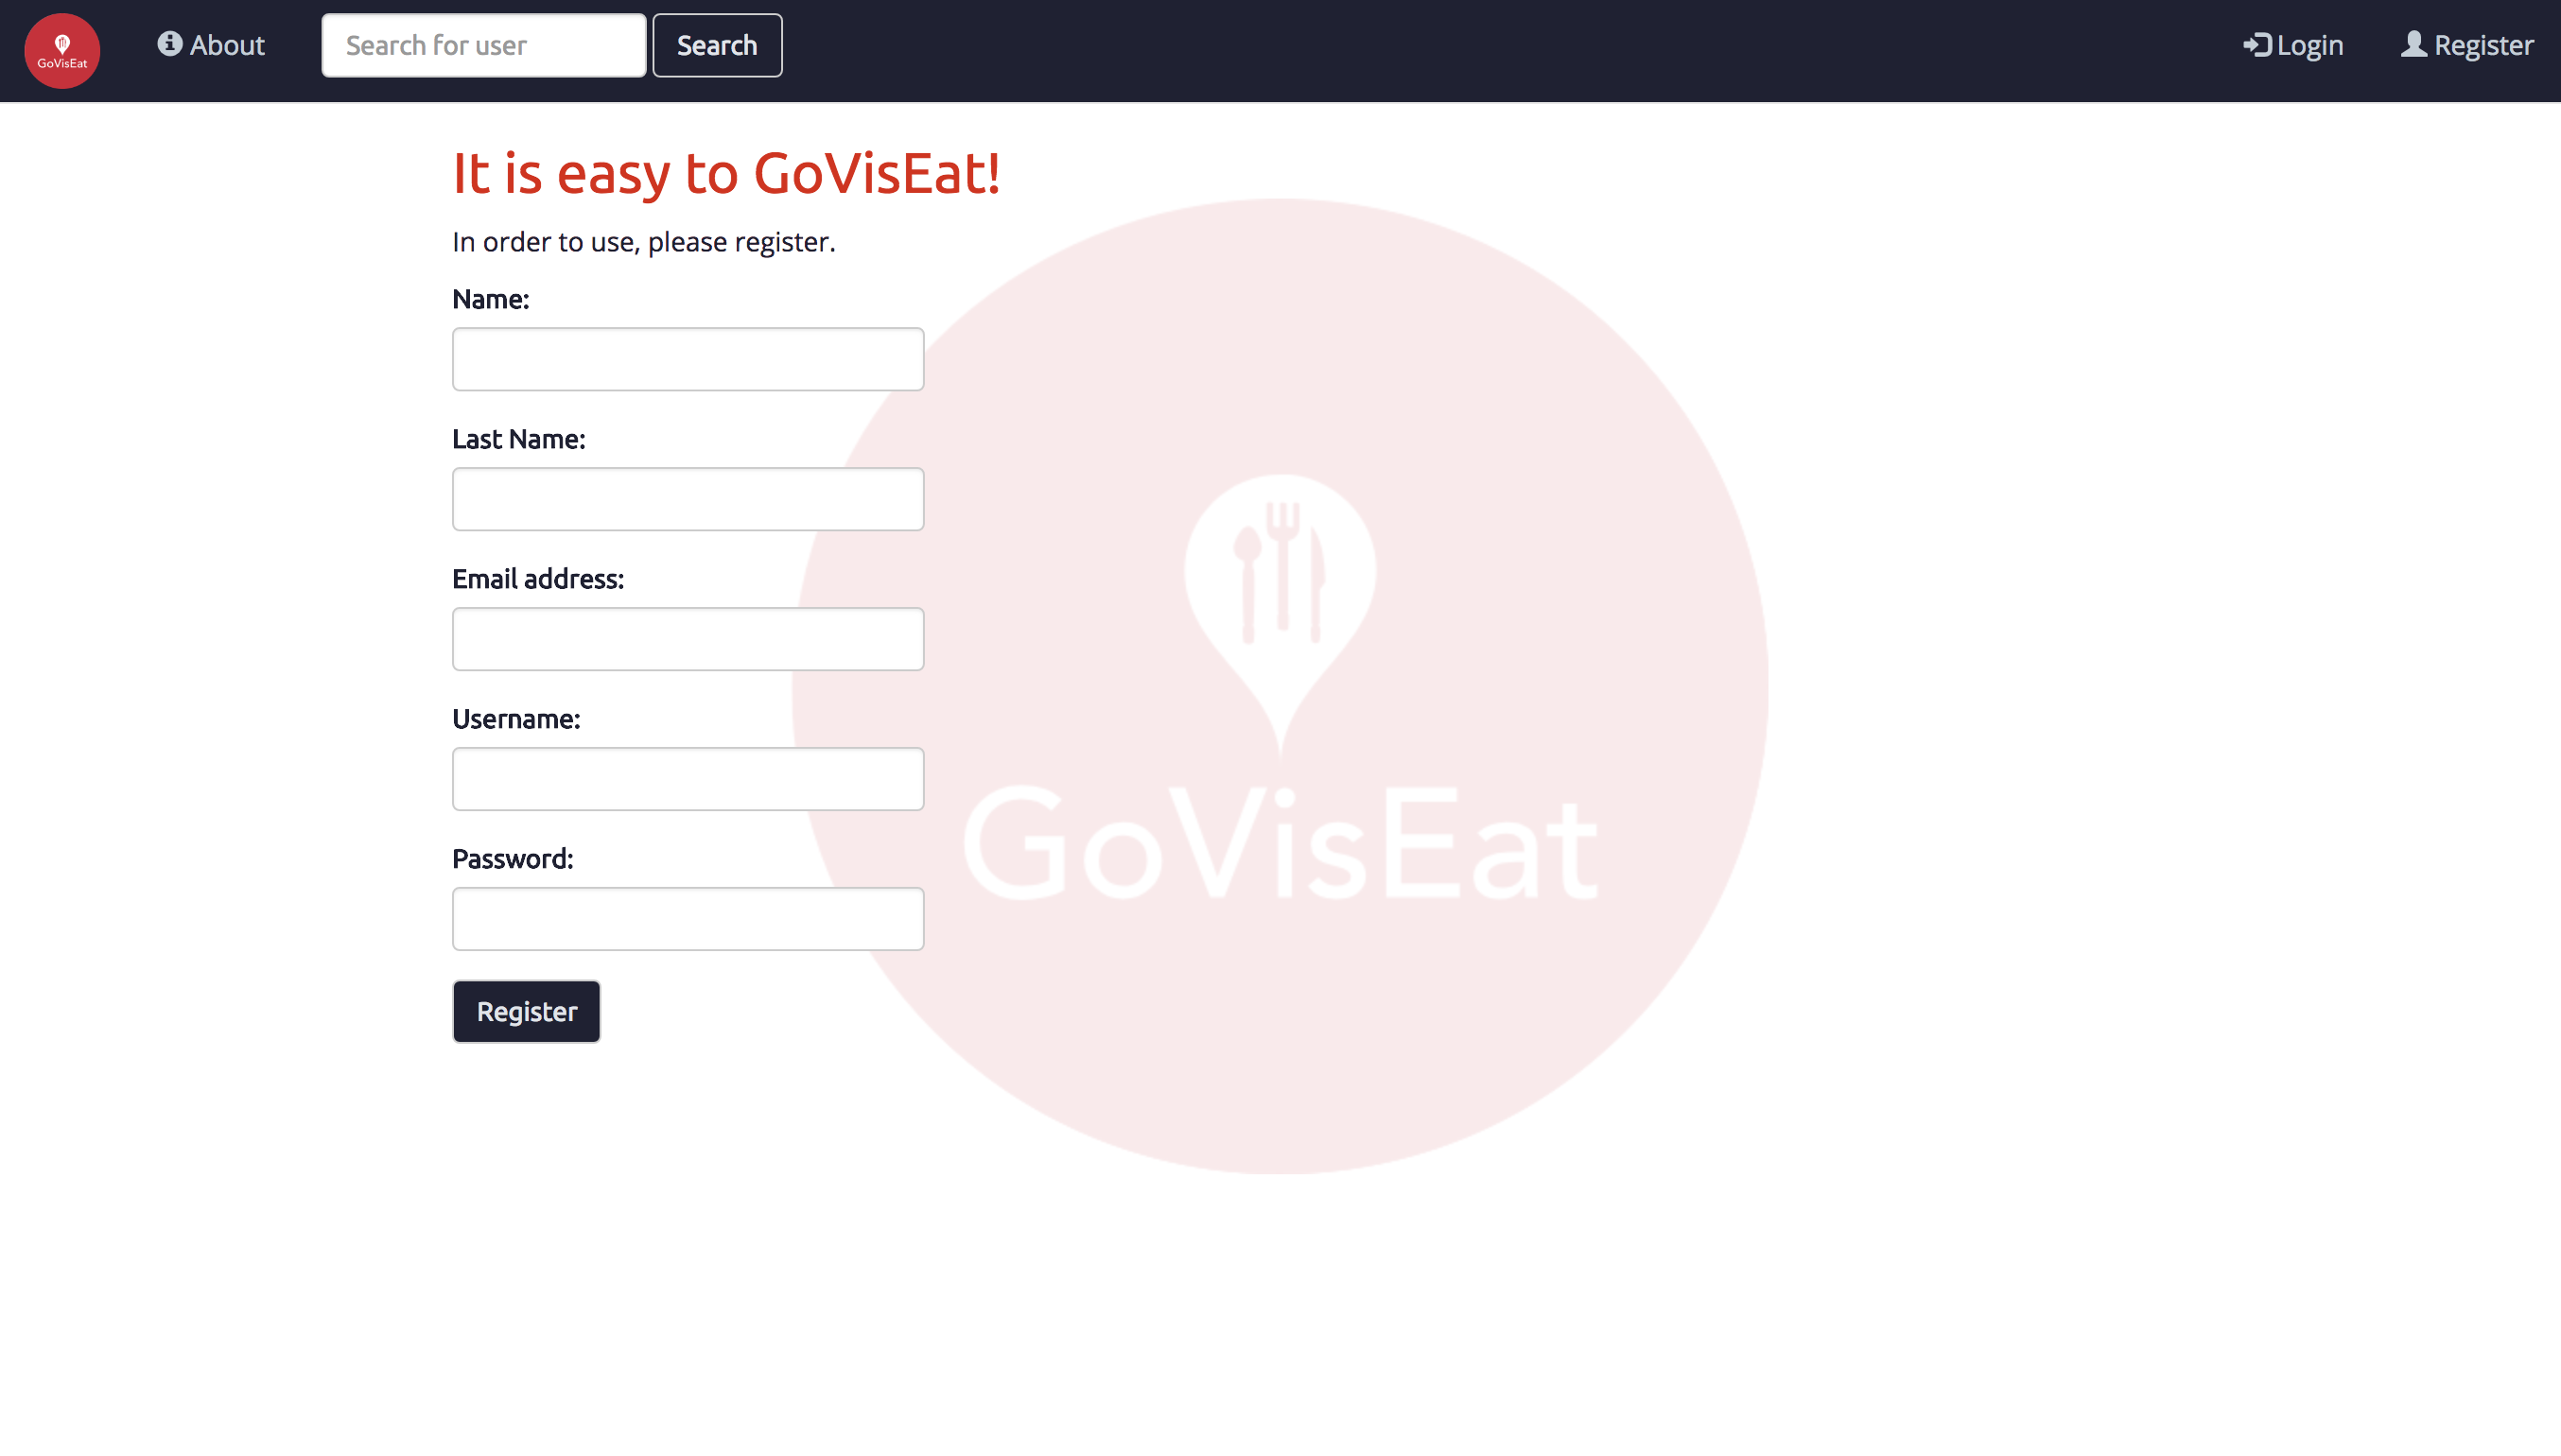 GoVisEat
About
Search for user
Search
Login
Register
It is easy to GoVisEat!
In order to use, please register.
Name:
Last Name:
Email address:
Username:
Password:
Register
GoVisEat